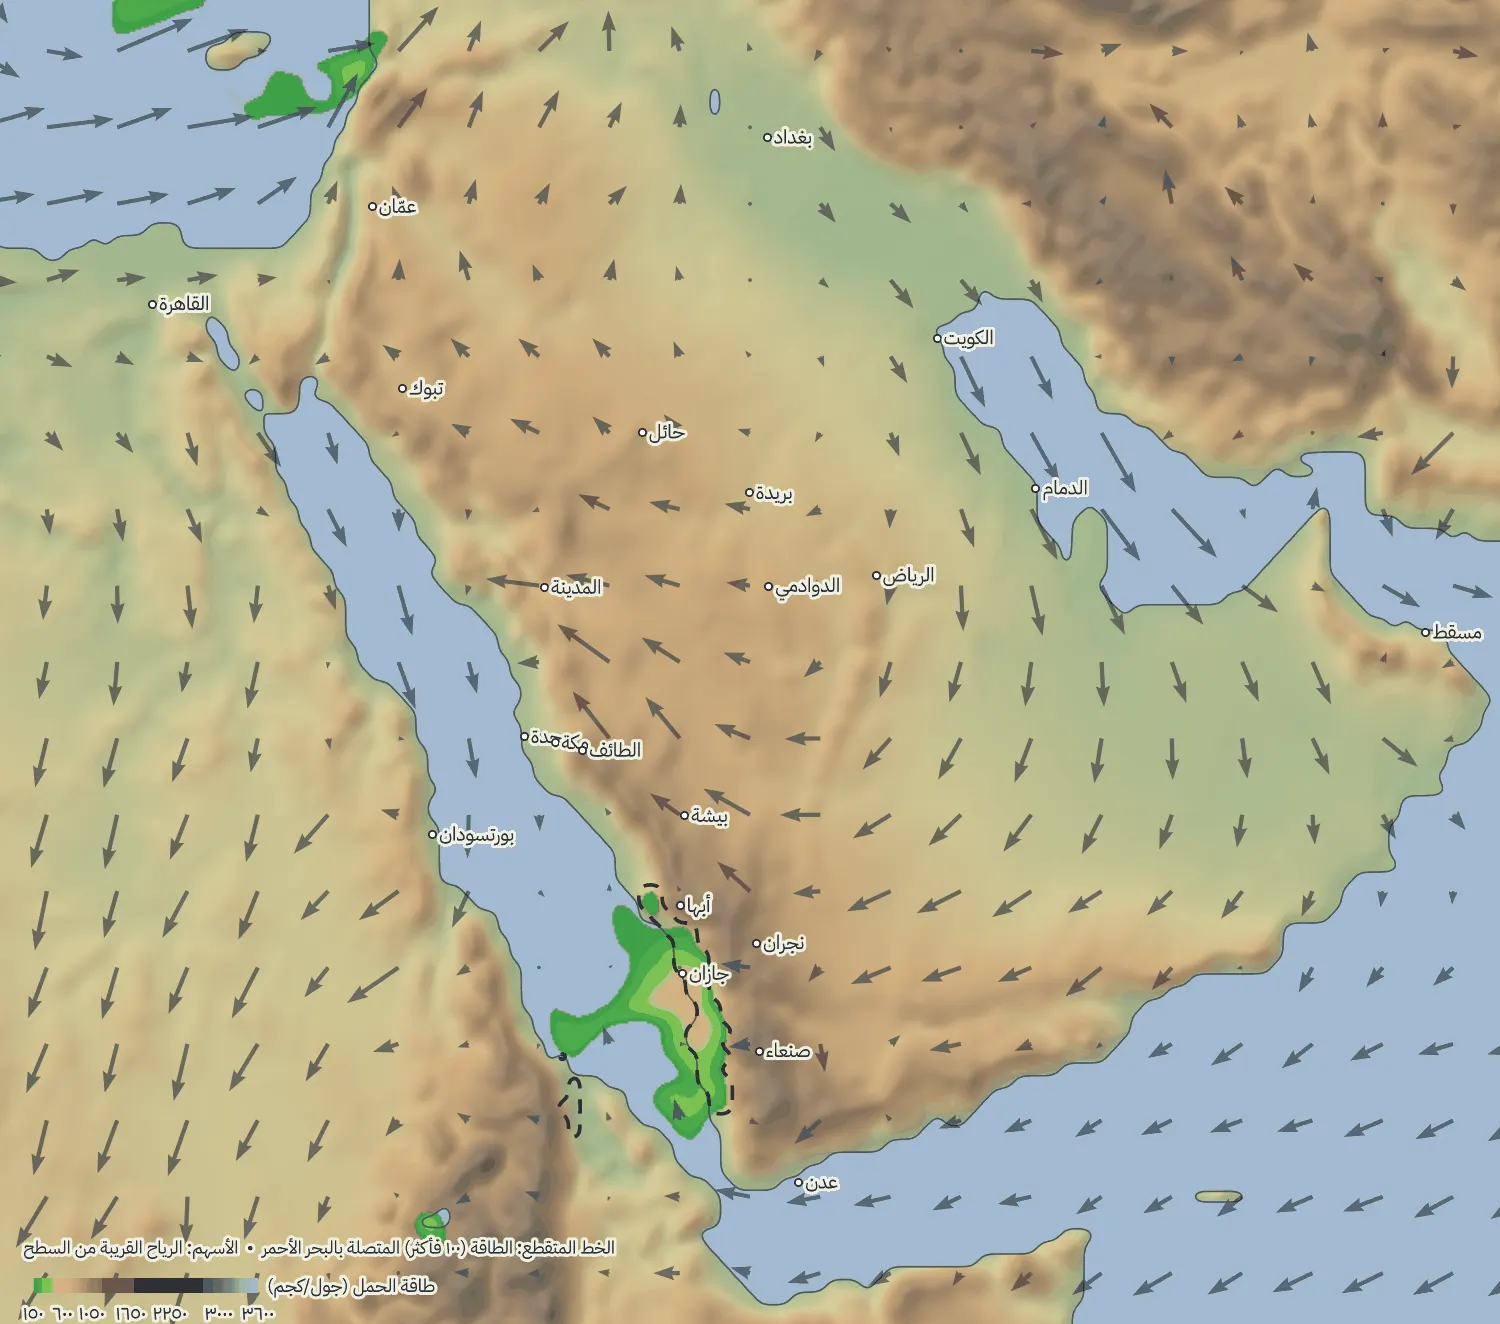 بغداد
عمّان
القاهرة
الكويت
تبوك
حائل
الدمام
بريدة
الرياض
الدوادمي
المدينة
مسقط
جدة
مكة
الطائف
بيشة
بورتسودان
أبها
نجران
جازان
صنعاء
عدن
الخط المتقطع: الطاقة (١٠٠ فأكثر) المتصلة بالبحر الأحمر • الأسهم: الرياح القريبة من السطح
طاقة الحمل (جول/كجم)
١٥٠ ٦٠٠ ١٠٥٠ ١٦٥٠ ٢٢٥٠ ٣٠٠٠ ٣٦٠٠